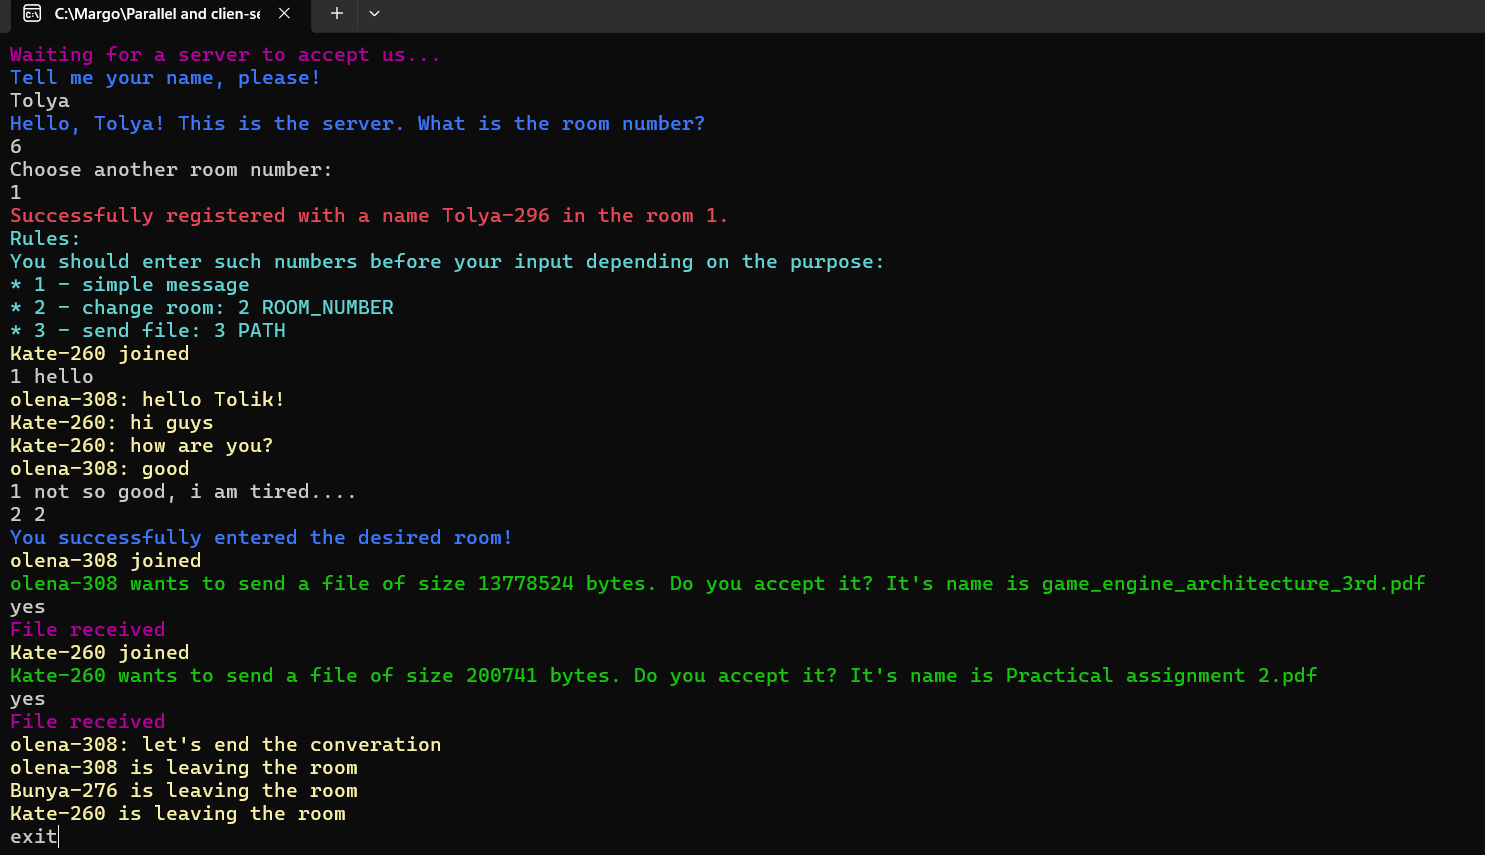 C:\Margo\Parallel and clien-se
Waiting for a server to accept us...
Tell me your name, please!
Tolya
Hello, Tolya! This is the server. What is the room number?
6
Choose another room number:
1
Successfully registered with a name Tolya-296 in the room 1.
Rules:
You should enter such numbers before your input depending on the purpose:
* 1 - simple message
* 2 - change room: 2 ROOM_NUMBER
* 3 - send file: 3 PATH
Kate-260 joined
1 hello
olena-308: hello Tolik!
Kate-260: hi guys
Kate-260: how are you?
olena-308: good
1 not so good, i am tired....
2 2
You successfully entered the desired room!
olena-308 joined
olena-308 wants to send a file of size 13778524 bytes. Do you accept it? It's name is game_engine_architecture_3rd.pdf
yes
File received
Kate-260 joined
Kate-260 wants to send a file of size 200741 bytes. Do you accept it? It's name is Practical assignment 2.pdf
yes
File received
olena-308: let's end the converation
olena-308 is leaving the room
Bunya-276 is leaving the room
Kate-260 is leaving the room
exit